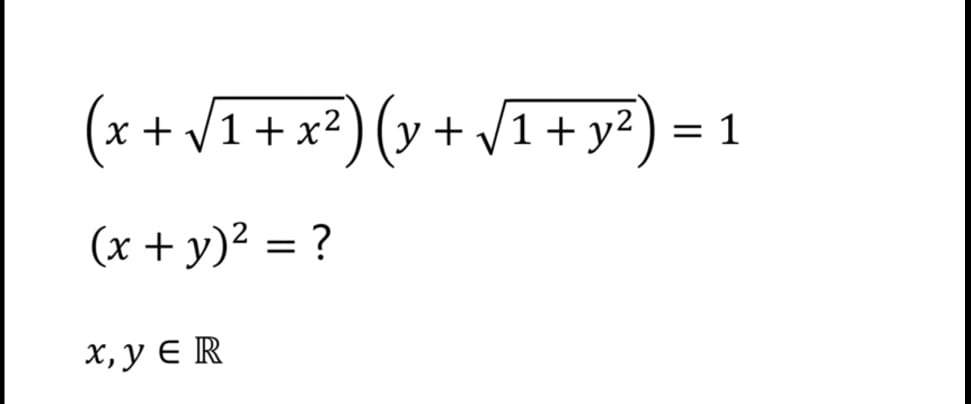 (x + √(1 + x²))(y + √(1 + y²)) = 1
(x + y)² = ?
x, y ∈ ℝ